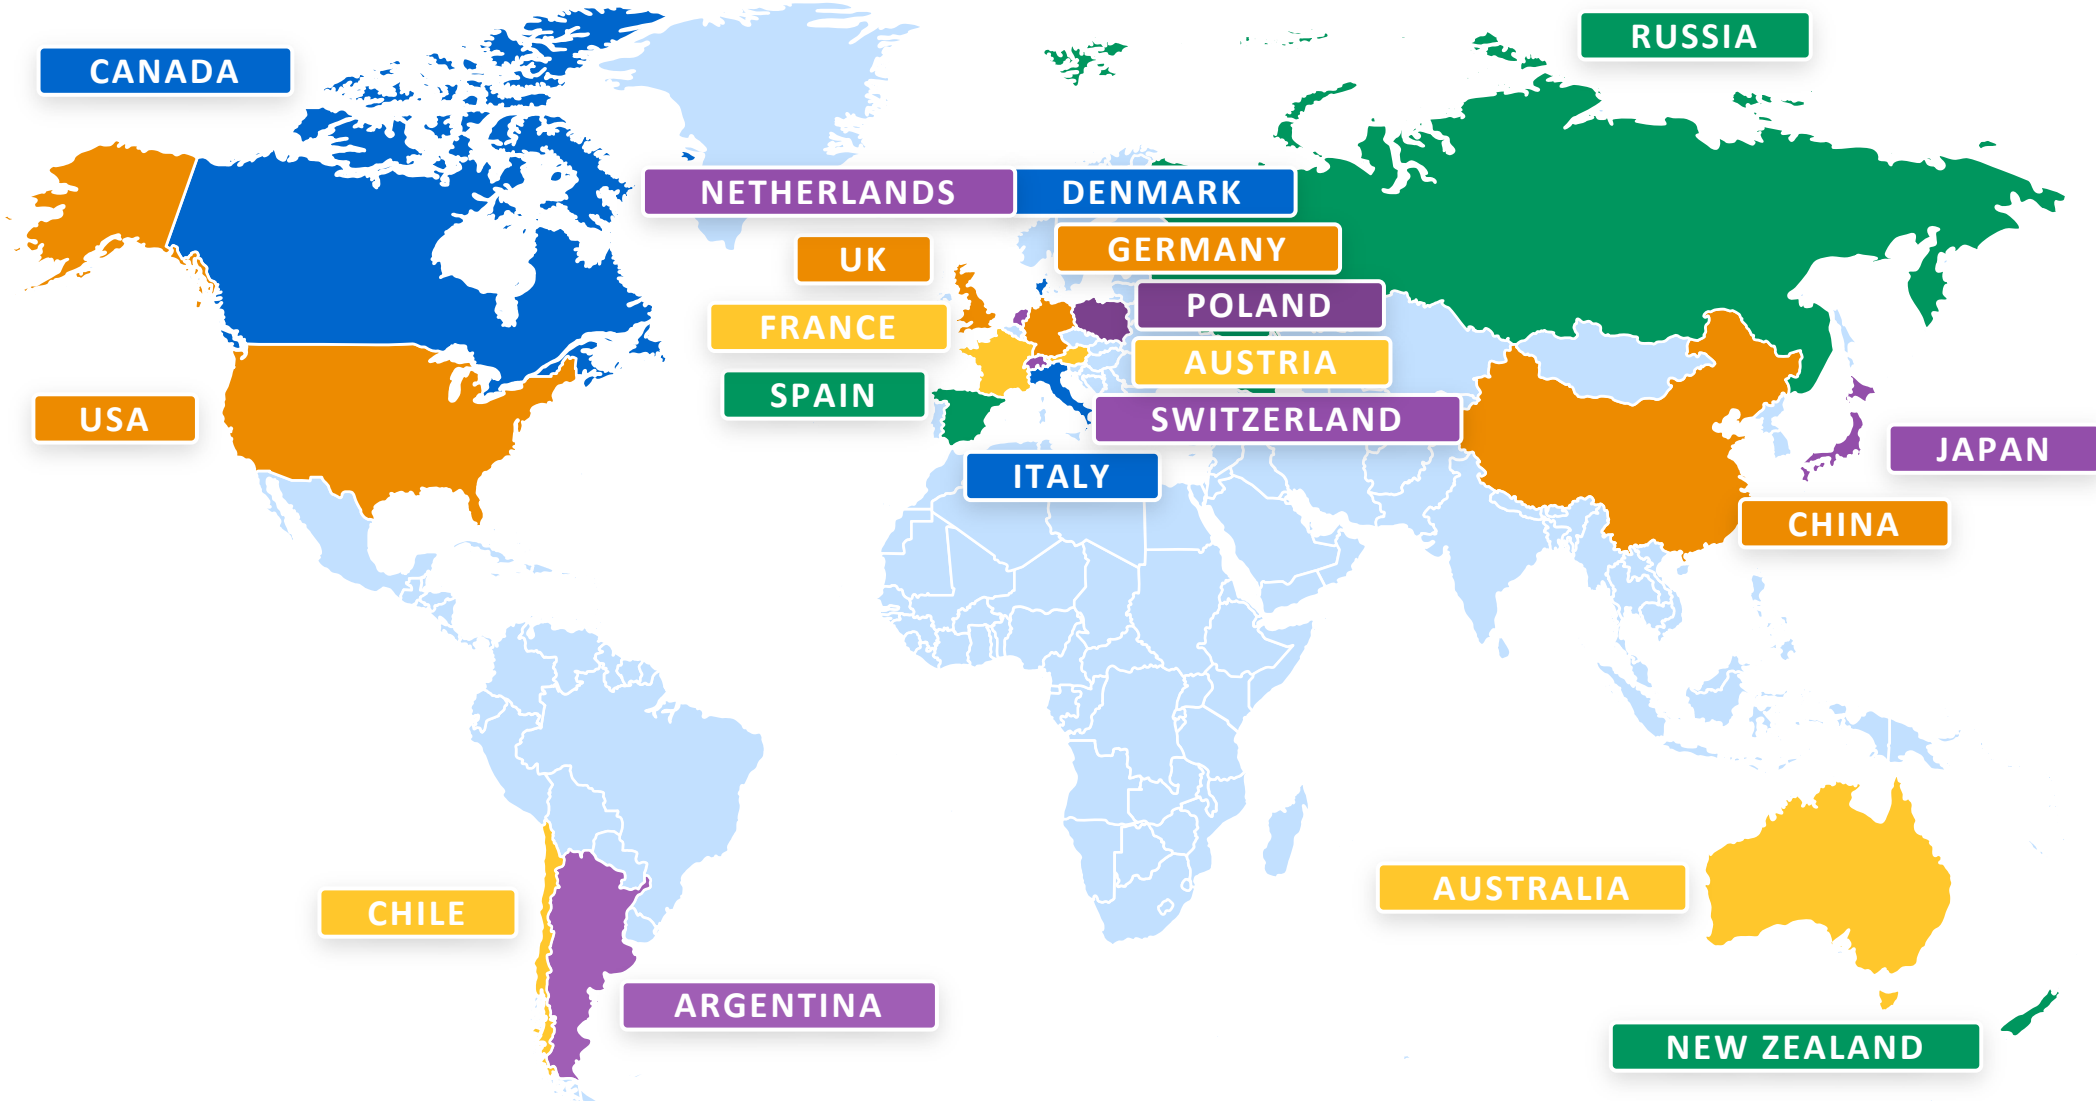 RUSSIA
CANADA
NETHERLANDS
DENMARK
GERMANY
UK
POLAND
FRANCE
AUSTRIA
SPAIN
SWITZERLAND
USA
JAPAN
ITALY
CHINA
AUSTRALIA
CHILE
ARGENTINA
NEW ZEALAND